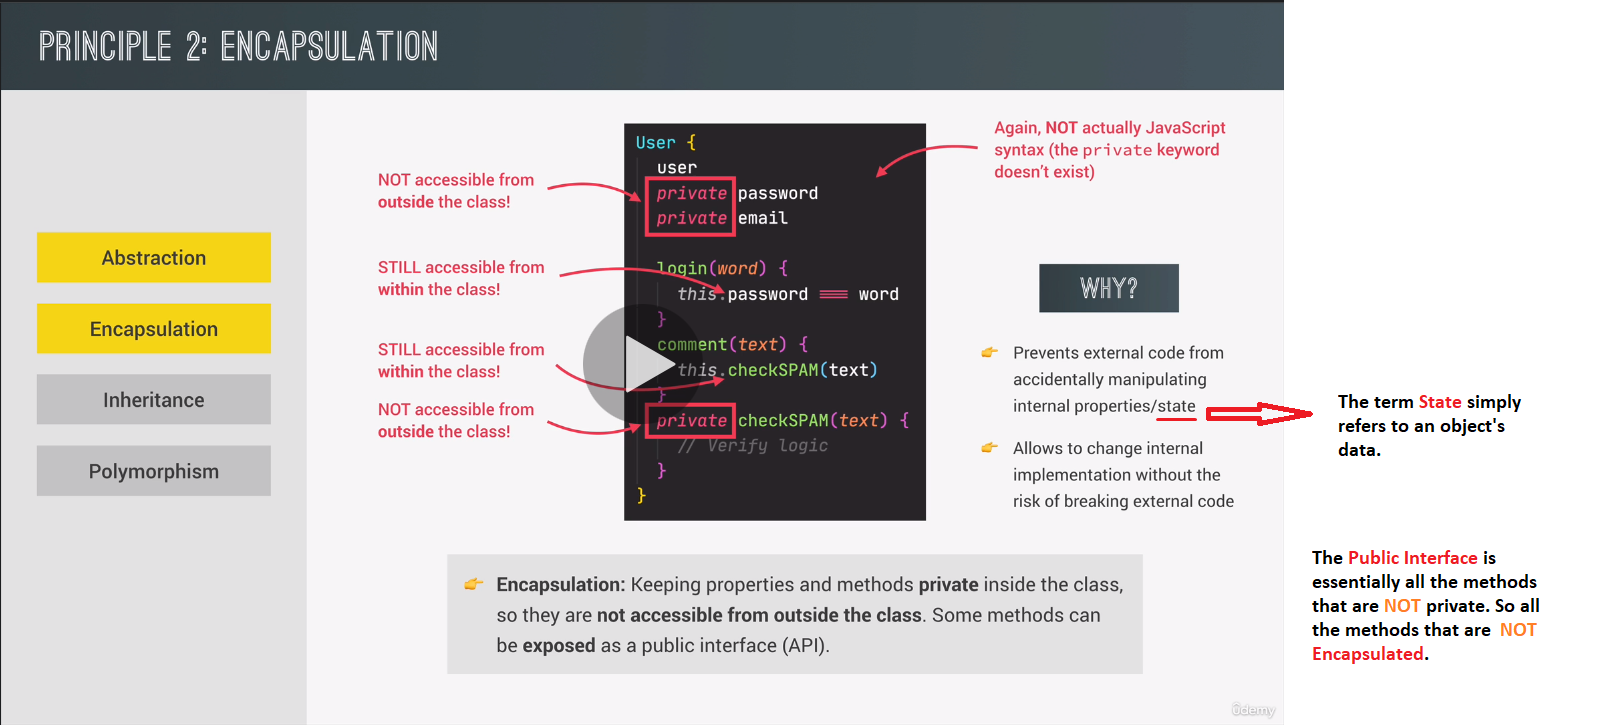 PRINCIPLE 2: ENCAPSULATION
Abstraction
Encapsulation
Inheritance
Polymorphism
NOT accessible from
outside the class!
STILL accessible from
within the class!
STILL accessible from
within the class!
NOT accessible from
outside the class!
User {
user
private password
private email
login(word) {
this.password === word
}
comment(text) {
this.checkSPAM(text)
}
private checkSPAM(text) {
// Verify logic
}
}
Again, NOT actually JavaScript
syntax (the private keyword
doesn't exist)
WHY?
👉 Prevents external code from
accidentally manipulating
internal properties/state
👉 Allows to change internal
implementation without the
risk of breaking external code
👉 Encapsulation: Keeping properties and methods private inside the class,
so they are not accessible from outside the class. Some methods can
be exposed as a public interface (API).
The term State simply
refers to an object's
data.
The Public Interface is
essentially all the methods
that are NOT private. So all
the methods that are NOT
Encapsulated.
ûdemy